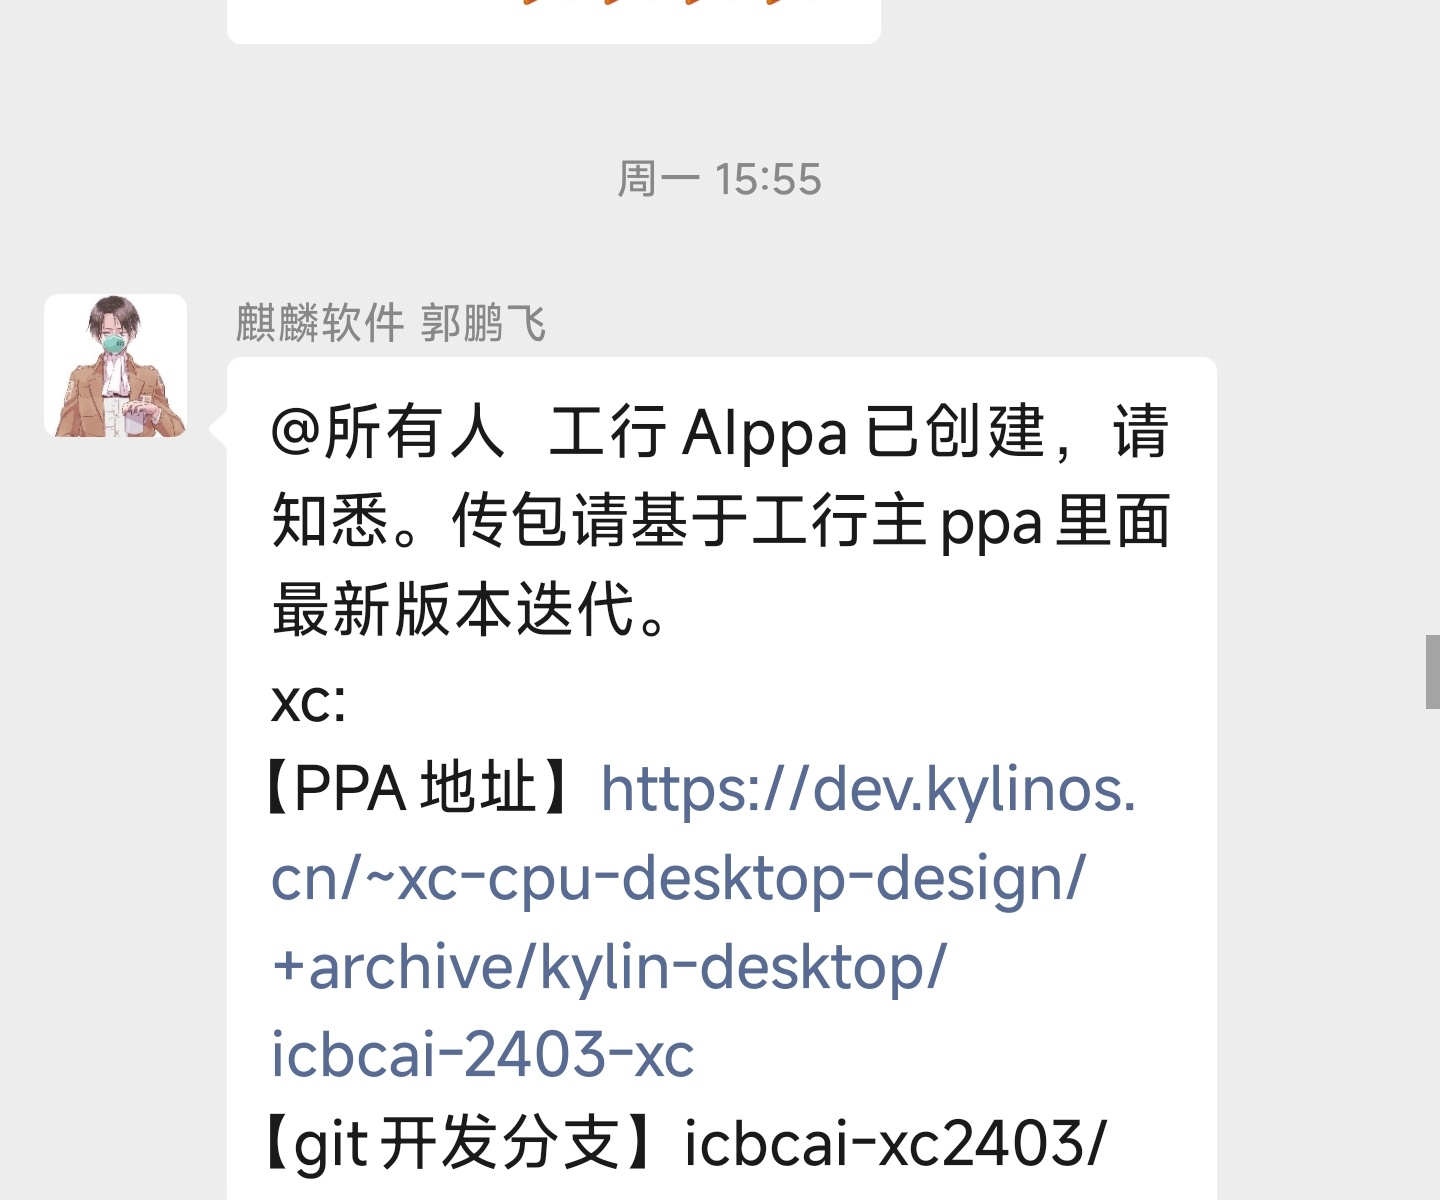 周一 15:55
麒麟软件 郭鹏飞
@所有人 工行 AIppa 已创建，请
知悉。传包请基于工行主 ppa 里面
最新版本迭代。
xc:
【PPA 地址】https://dev.kylinos.
cn/~xc-cpu-desktop-design/
+archive/kylin-desktop/
icbcai-2403-xc
【git 开发分支】icbcai-xc2403/